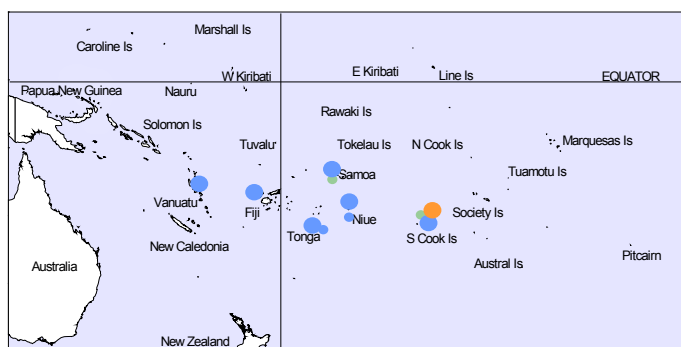 Marshall Is
Caroline Is
W Kiribati
E Kiribati
Line Is
EQUATOR
Papua New Guinea
Nauru
Rawaki Is
Solomon Is
Tuvalu
Tokelau Is
N Cook Is
Marquesas Is
Samoa
Tuamotu Is
Vanuatu
Fiji
Niue
Society Is
Tonga
S Cook Is
New Caledonia
Pitcairn
Australia
Austral Is.
New Zealand